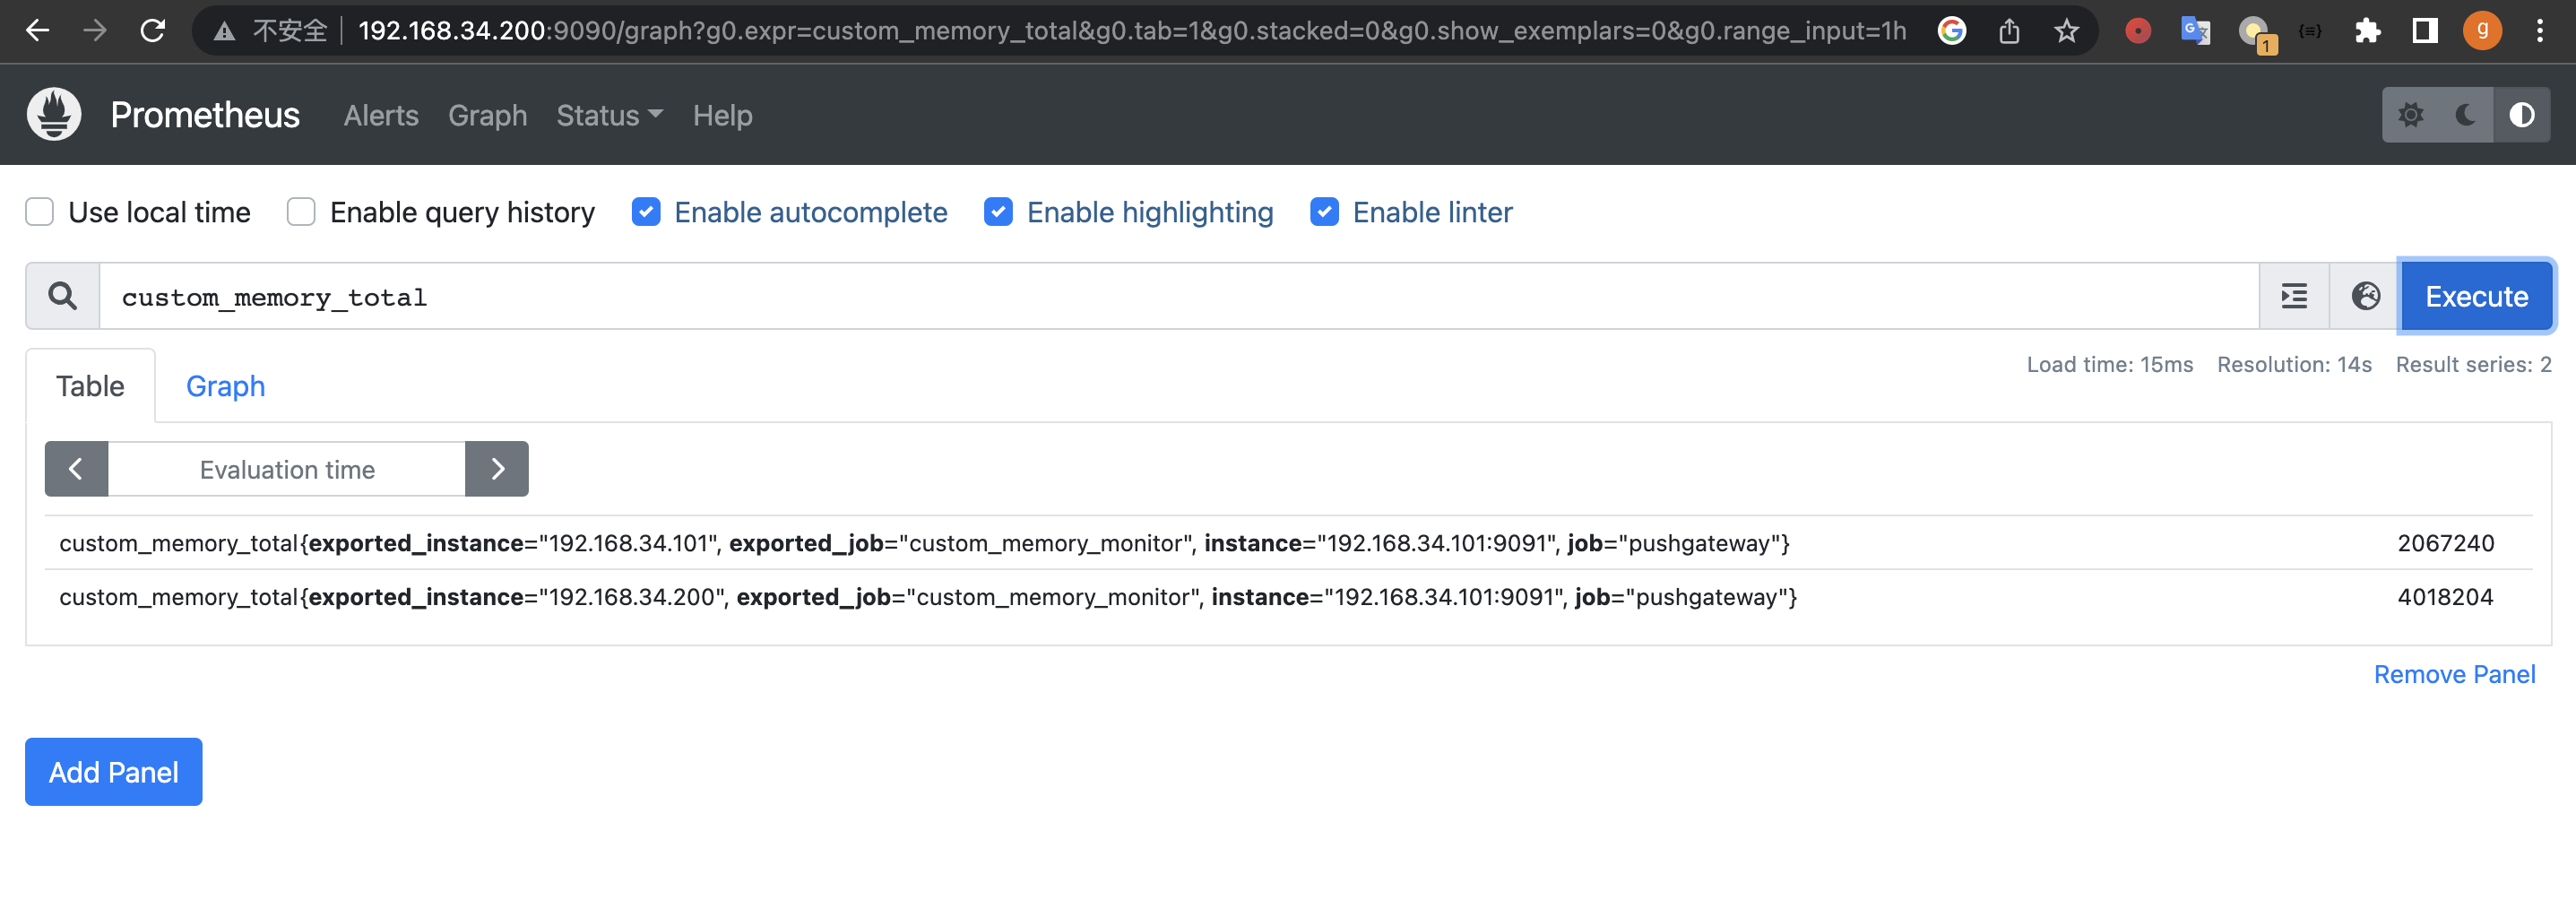 不安全 192.168.34.200:9090/graph?g0.expr=custom_memory_total&g0.tab=1&g0.stacked=0&g0.show_exemplars=0&g0.range_input=1h
1
g
Prometheus Alerts Graph Status Help
Use local time Enable query history Enable autocomplete Enable highlighting Enable linter
custom_memory_total Execute
Table Graph Load time: 15ms Resolution: 14s Result series: 2
Evaluation time
custom_memory_total{exported_instance="192.168.34.101", exported_job="custom_memory_monitor", instance="192.168.34.101:9091", job="pushgateway"} 2067240
custom_memory_total{exported_instance="192.168.34.200", exported_job="custom_memory_monitor", instance="192.168.34.101:9091", job="pushgateway"} 4018204
Remove Panel
Add Panel